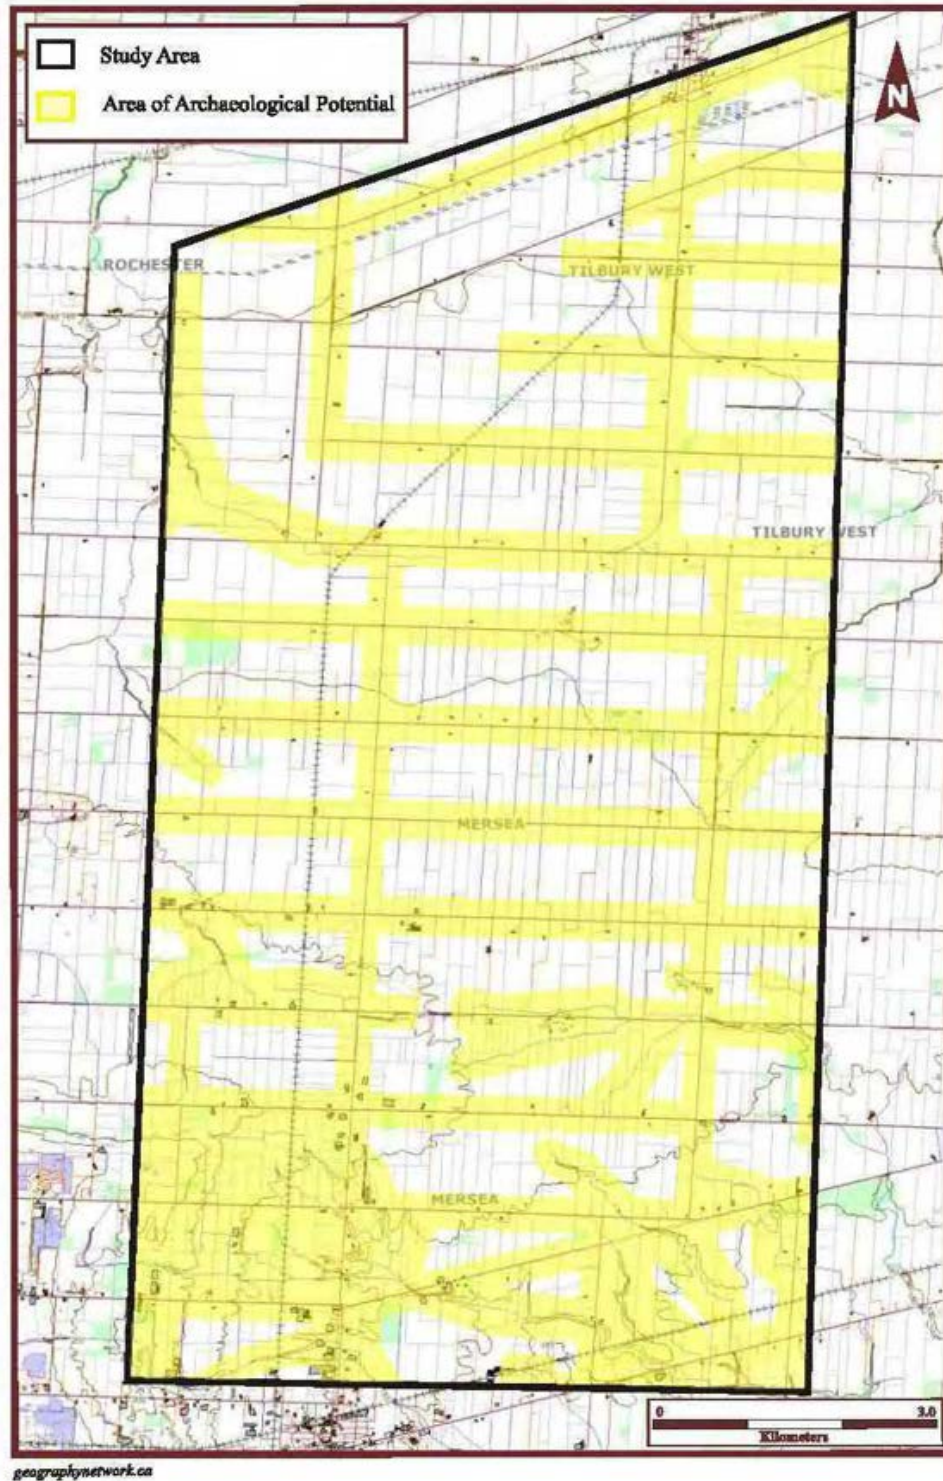 Study Area
Area of Archaeological Potential
N
ROCHESTER
TILBURY WEST
TILBURY WEST
MERSEA
MERSEA
0 3.0
Kilometers
geographynetwork.ca